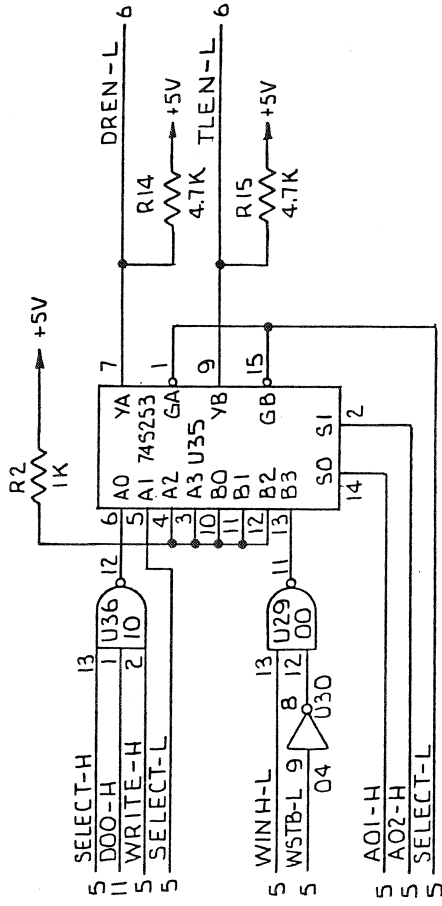 R2
1K
+5V
5 SELECT-H 13
11 D00-H 1
5 WRITE-H 2
5 SELECT-L
U36
10
12
6 A0
5 A1
4 A2
3 A3
10 B0
11 B1
12 B2
13 B3
74S253
U35
YA 7
GA 1
YB 9
GB 15
S0 14
S1 2
DREN-L 6
R14
4.7K
+5V
TLEN-L 6
R15
4.7K
+5V
5 WINH-L 13
5 WSTB-L 9
8
U30
04
12
U29
00
11
5 A01-H
5 A02-H
5 SELECT-L